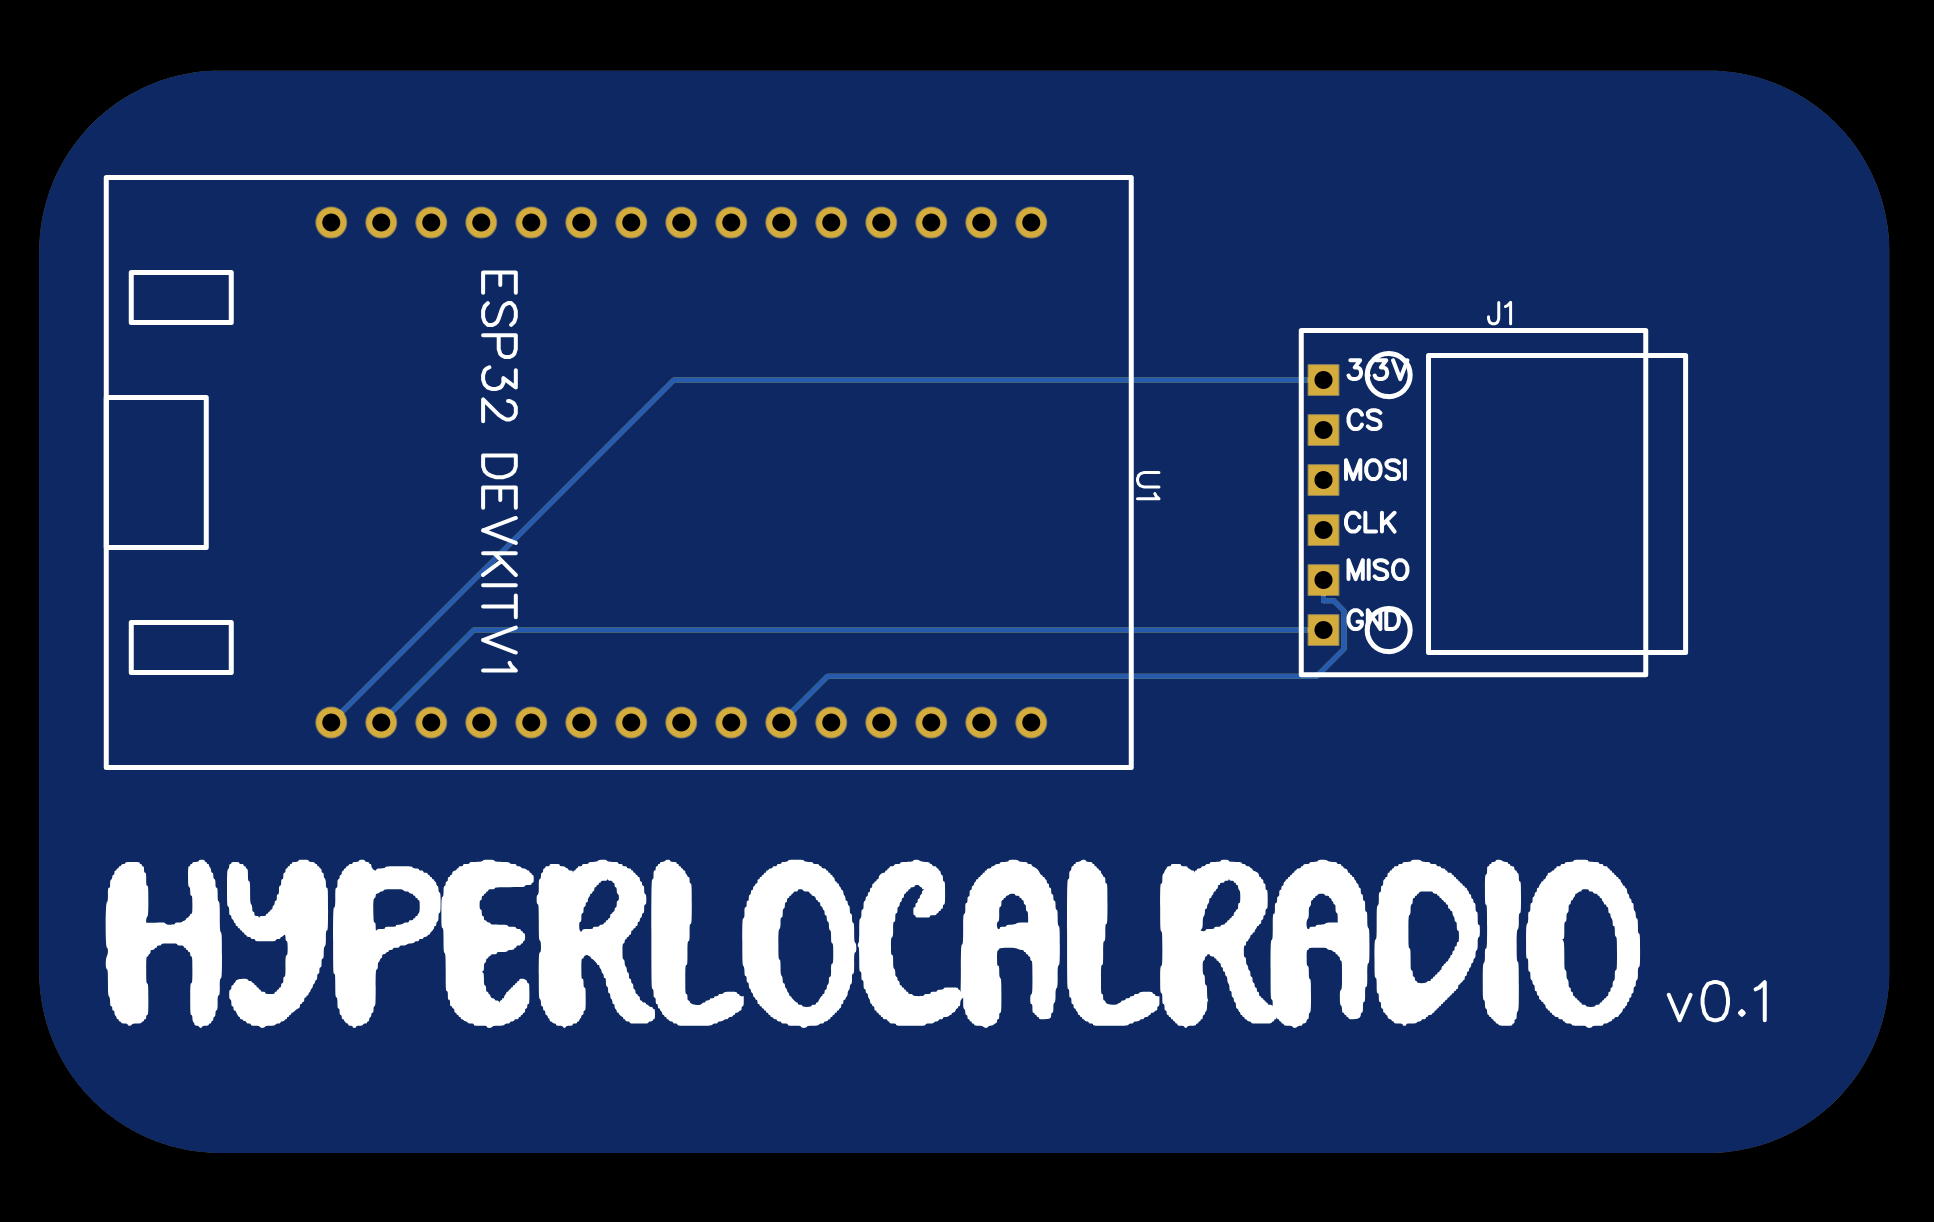 ESP32 DEVKITV1
U1
J1
3.3V
CS
MOSI
CLK
MISO
GND
HYPERLOCALRADIO v0.1